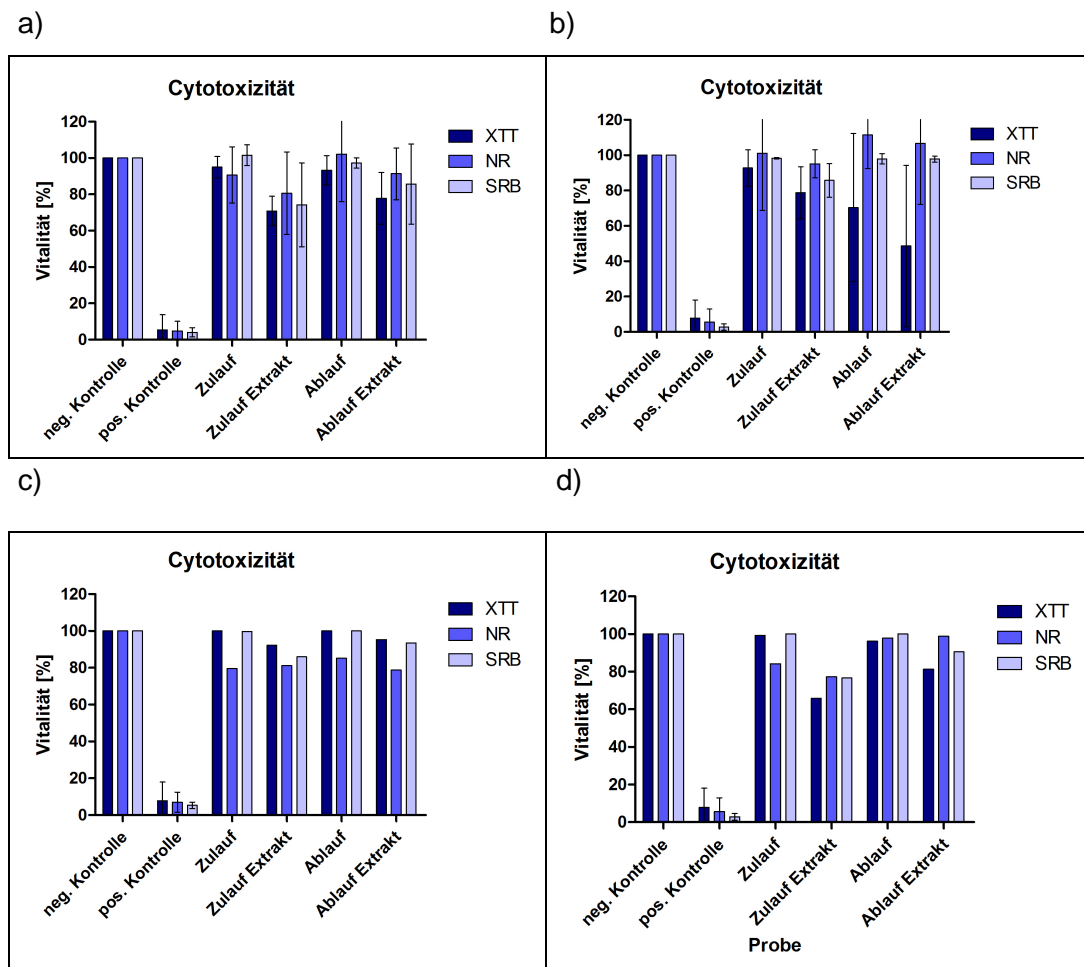 a)
Cytotoxizität
XTT
NR
SRB
Vitalität [%]
120
100
80
60
40
20
0
neg. Kontrolle
pos. Kontrolle
Zulauf
Zulauf Extrakt
Ablauf
Ablauf Extrakt
b)
Cytotoxizität
XTT
NR
SRB
Vitalität [%]
120
100
80
60
40
20
0
neg. Kontrolle
pos. Kontrolle
Zulauf
Zulauf Extrakt
Ablauf
Ablauf Extrakt
c)
Cytotoxizität
XTT
NR
SRB
Vitalität [%]
120
100
80
60
40
20
0
neg. Kontrolle
pos. Kontrolle
Zulauf
Zulauf Extrakt
Ablauf
Ablauf Extrakt
d)
Cytotoxizität
XTT
NR
SRB
Vitalität [%]
120
100
80
60
40
20
0
neg. Kontrolle
pos. Kontrolle
Zulauf
Zulauf Extrakt
Ablauf
Ablauf Extrakt
Probe